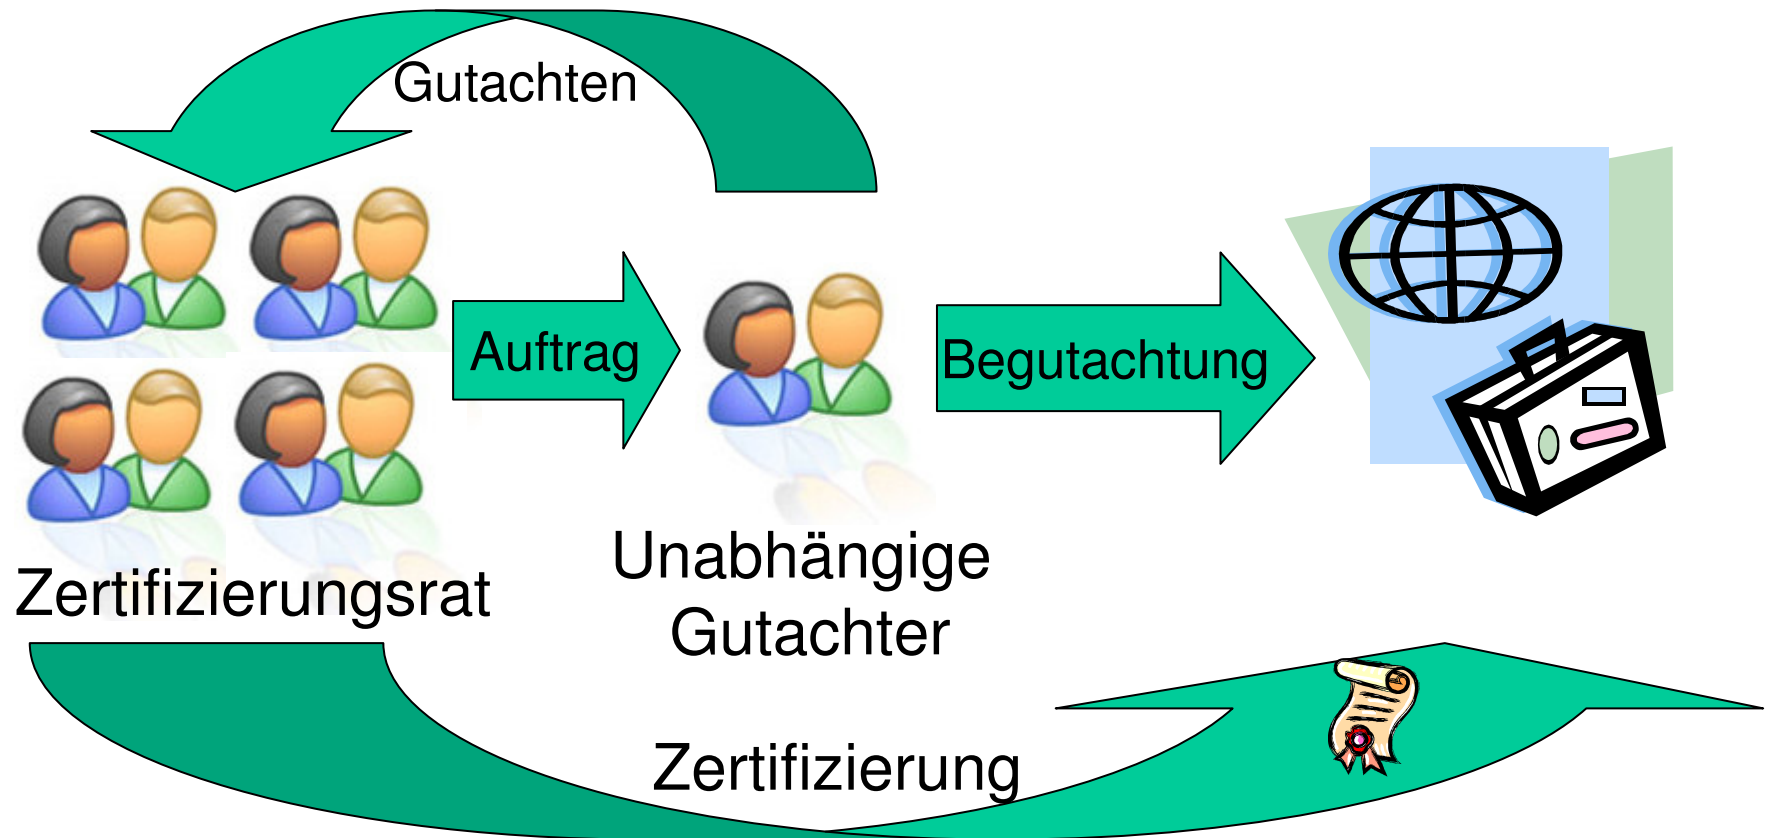 Gutachten
Auftrag
Begutachtung
Unabhängige
Gutachter
Zertifizierungsrat
Zertifizierung